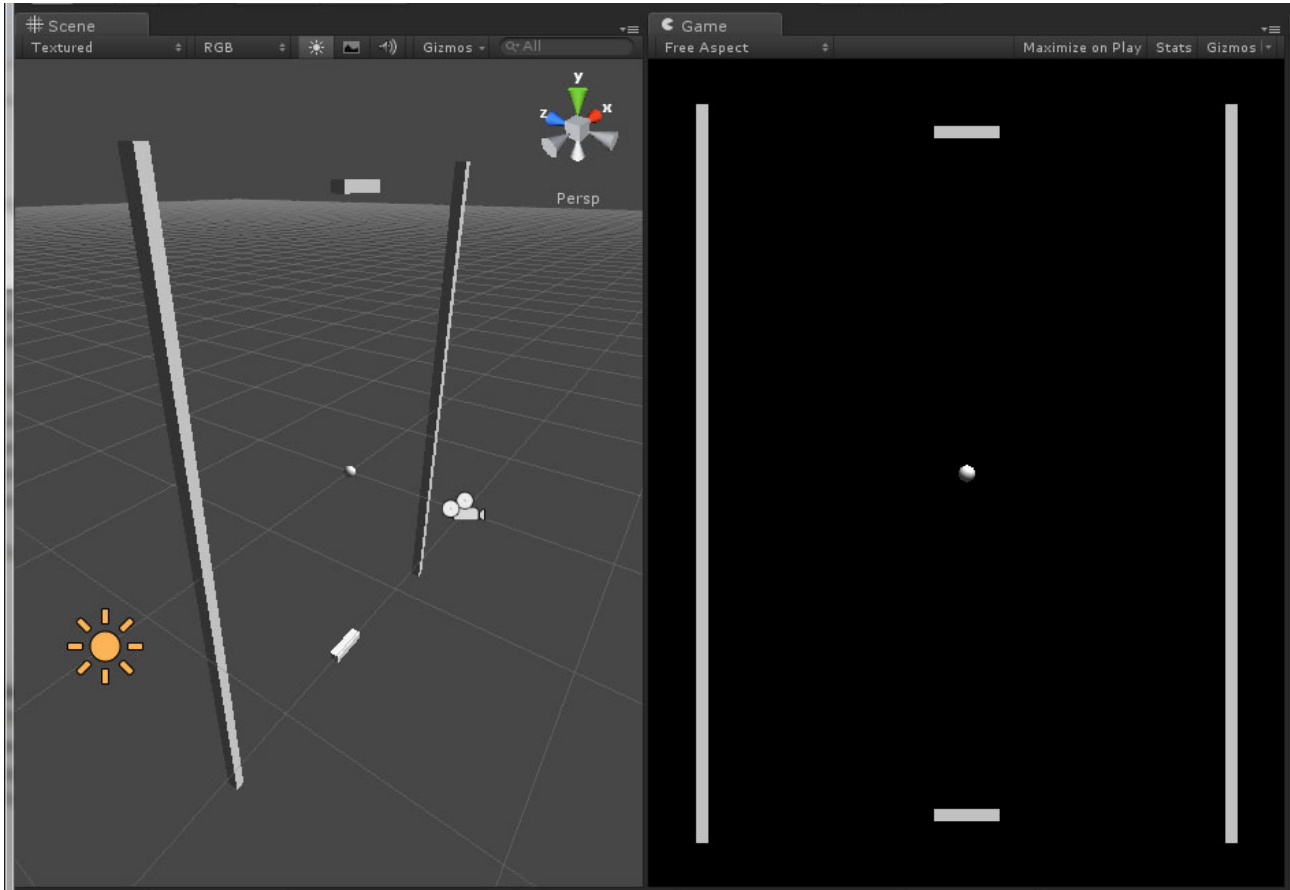 Scene
Textured RGB Gizmos All
y
z x
Persp
Game
Free Aspect Maximize on Play Stats Gizmos